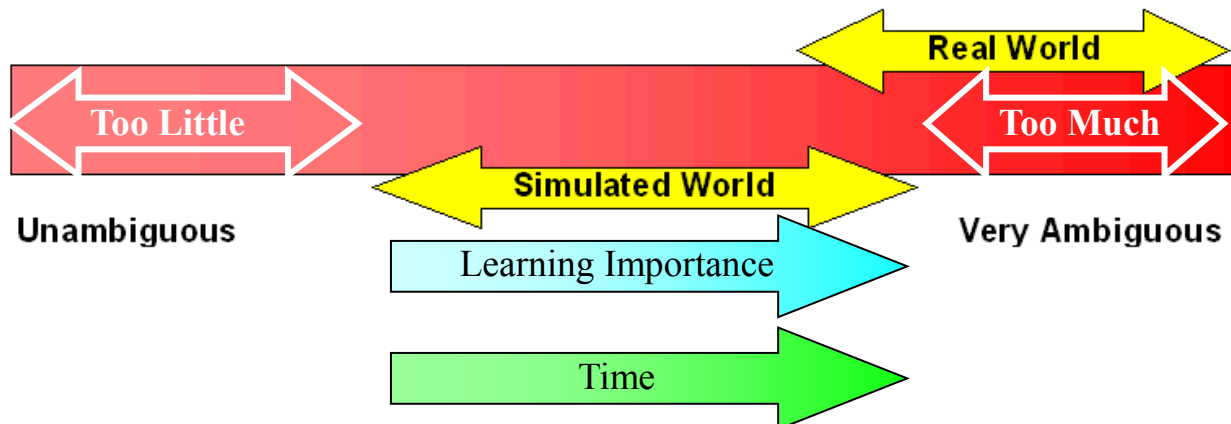 Real World
Too Little
Too Much
Simulated World
Unambiguous
Very Ambiguous
Learning Importance
Time